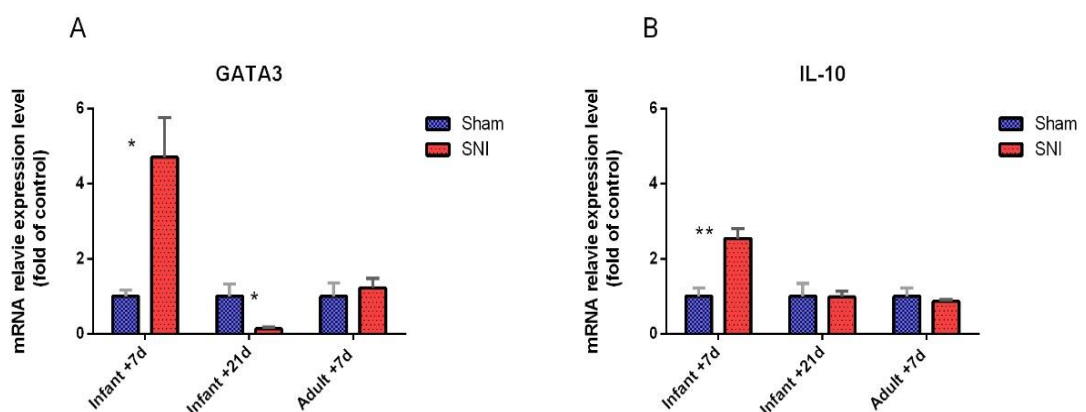 A
GATA3
mRNA relavie expression level
(fold of control)
6
4
2
0
*
*
Infant +7d
Infant +21d
Adult +7d
Sham
SNI
B
IL-10
mRNA relavie expression level
(fold of control)
6
4
2
0
**
Infant +7d
Infant +21d
Adult +7d
Sham
SNI